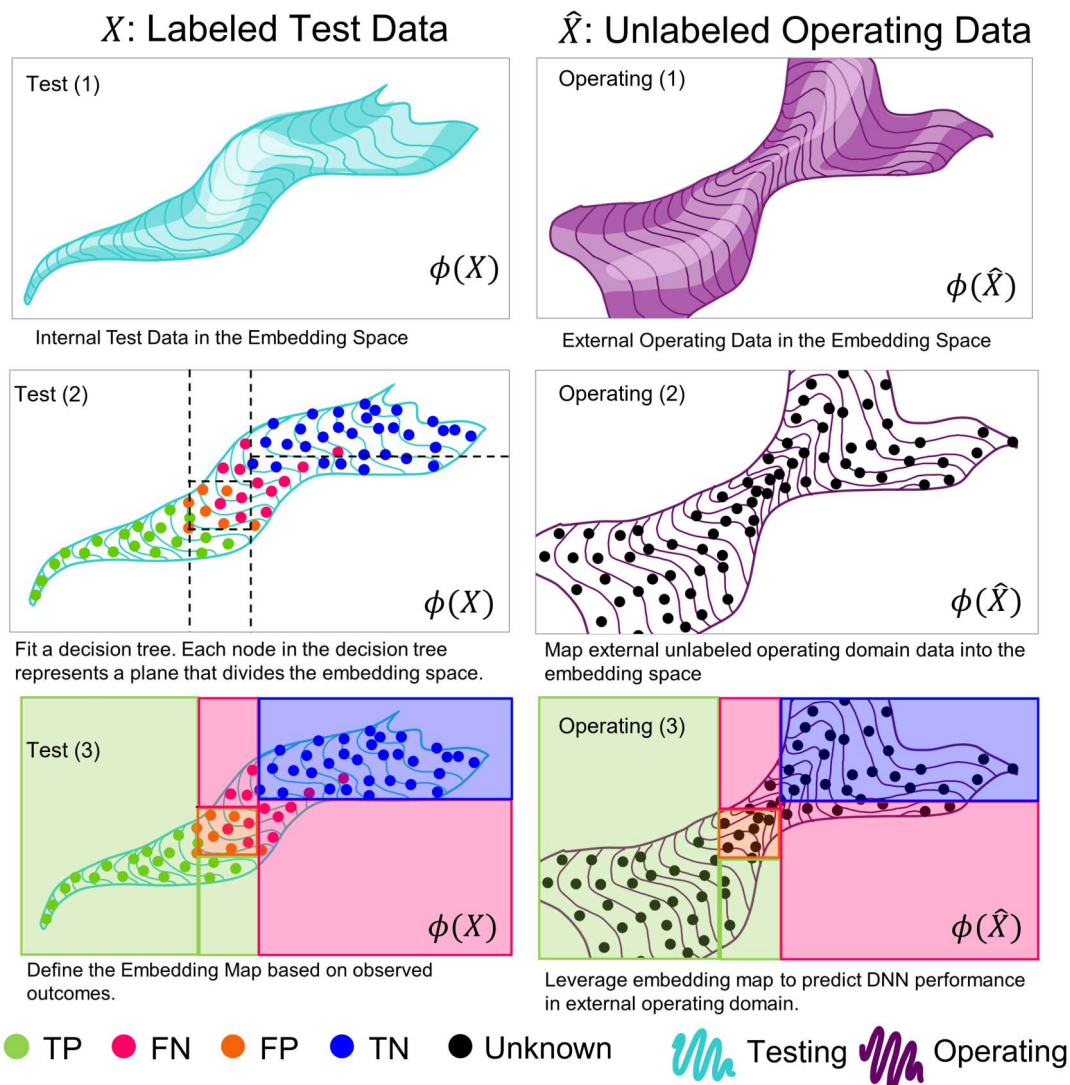 X: Labeled Test Data
X̂: Unlabeled Operating Data
Test (1)
ϕ(X)
Operating (1)
ϕ(X̂)
Internal Test Data in the Embedding Space
External Operating Data in the Embedding Space
Test (2)
ϕ(X)
Operating (2)
ϕ(X̂)
Fit a decision tree. Each node in the decision tree
represents a plane that divides the embedding space.
Map external unlabeled operating domain data into the
embedding space
Test (3)
ϕ(X)
Operating (3)
ϕ(X̂)
Define the Embedding Map based on observed
outcomes.
Leverage embedding map to predict DNN performance
in external operating domain.
TP FN FP TN Unknown Testing Operating